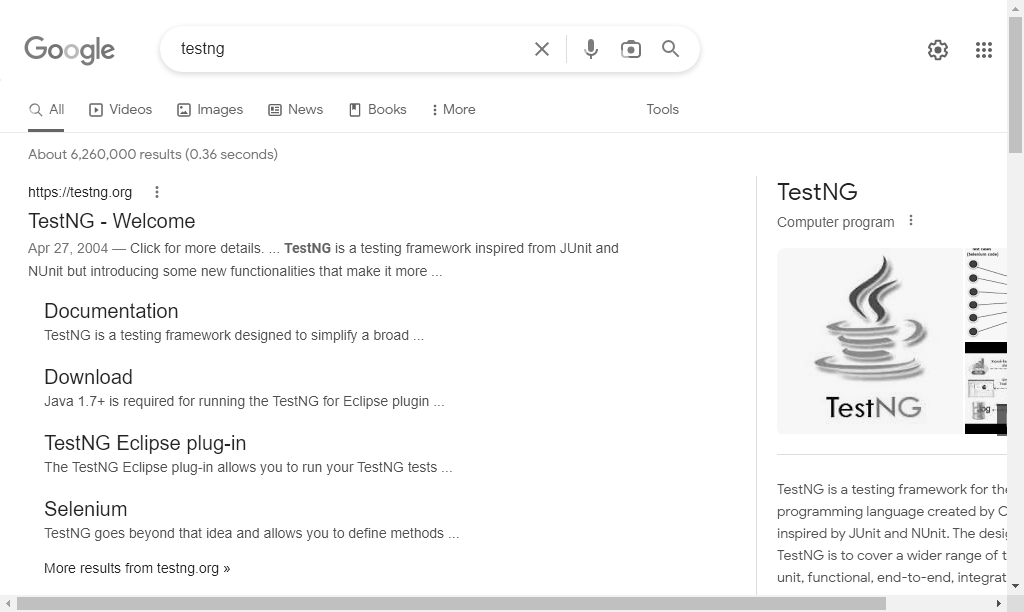 Google
testng
All
Videos
Images
News
Books
More
Tools
About 6,260,000 results (0.36 seconds)
https://testng.org
TestNG - Welcome
Apr 27, 2004 — Click for more details. ... TestNG is a testing framework inspired from JUnit and
NUnit but introducing some new functionalities that make it more ...
Documentation
TestNG is a testing framework designed to simplify a broad ...
Download
Java 1.7+ is required for running the TestNG for Eclipse plugin ...
TestNG Eclipse plug-in
The TestNG Eclipse plug-in allows you to run your TestNG tests ...
Selenium
TestNG goes beyond that idea and allows you to define methods ...
More results from testng.org »
TestNG
Computer program
(Selenium code)
TestNG
TestNG is a testing framework for the
programming language created by C
inspired by JUnit and NUnit. The desig
TestNG is to cover a wider range of t
unit, functional, end-to-end, integrat